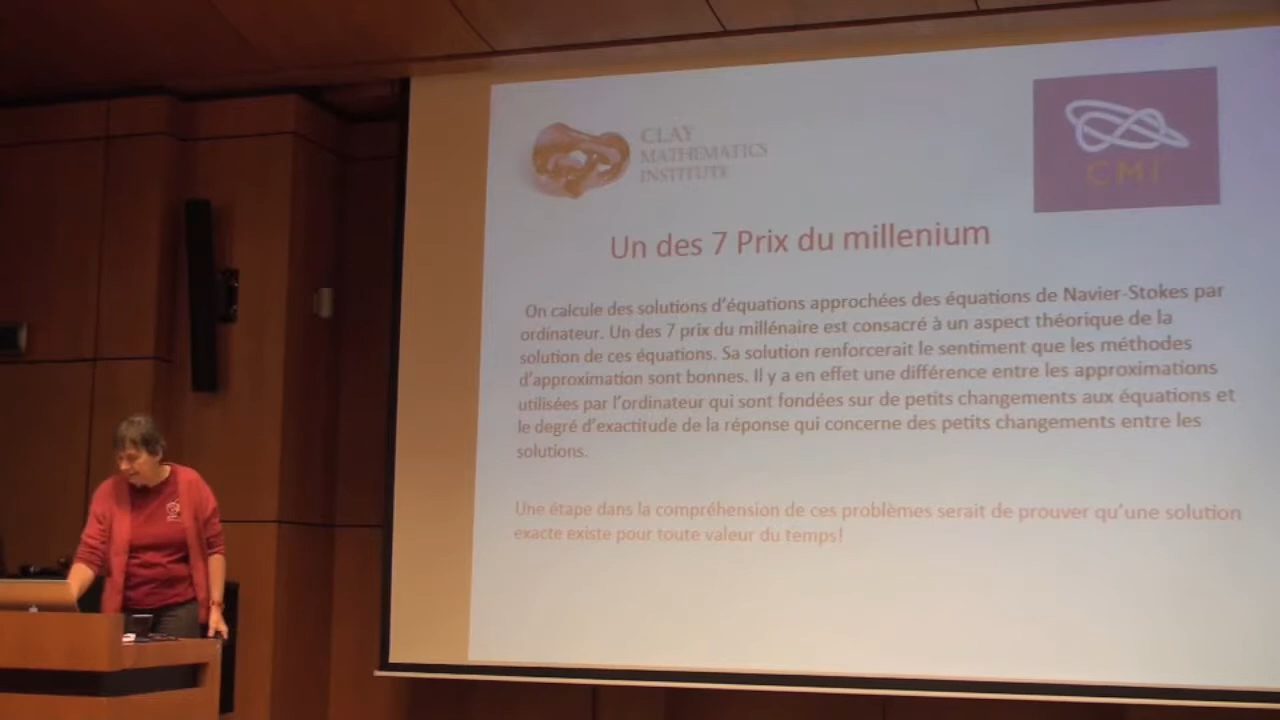 CLAY
MATHEMATICS
INSTITUTE
CMI
Un des 7 Prix du millenium
On calcule des solutions d'équations approchées des équations de Navier-Stokes par
ordinateur. Un des 7 prix du millénaire est consacré à un aspect théorique de la
solution de ces équations. Sa solution renforcerait le sentiment que les méthodes
d'approximation sont bonnes. Il y a en effet une différence entre les approximations
utilisées par l'ordinateur qui sont fondées sur de petits changements aux équations et
le degré d'exactitude de la réponse qui concerne des petits changements entre les
solutions.
Une étape dans la compréhension de ces problèmes serait de prouver qu'une solution
exacte existe pour toute valeur du temps!